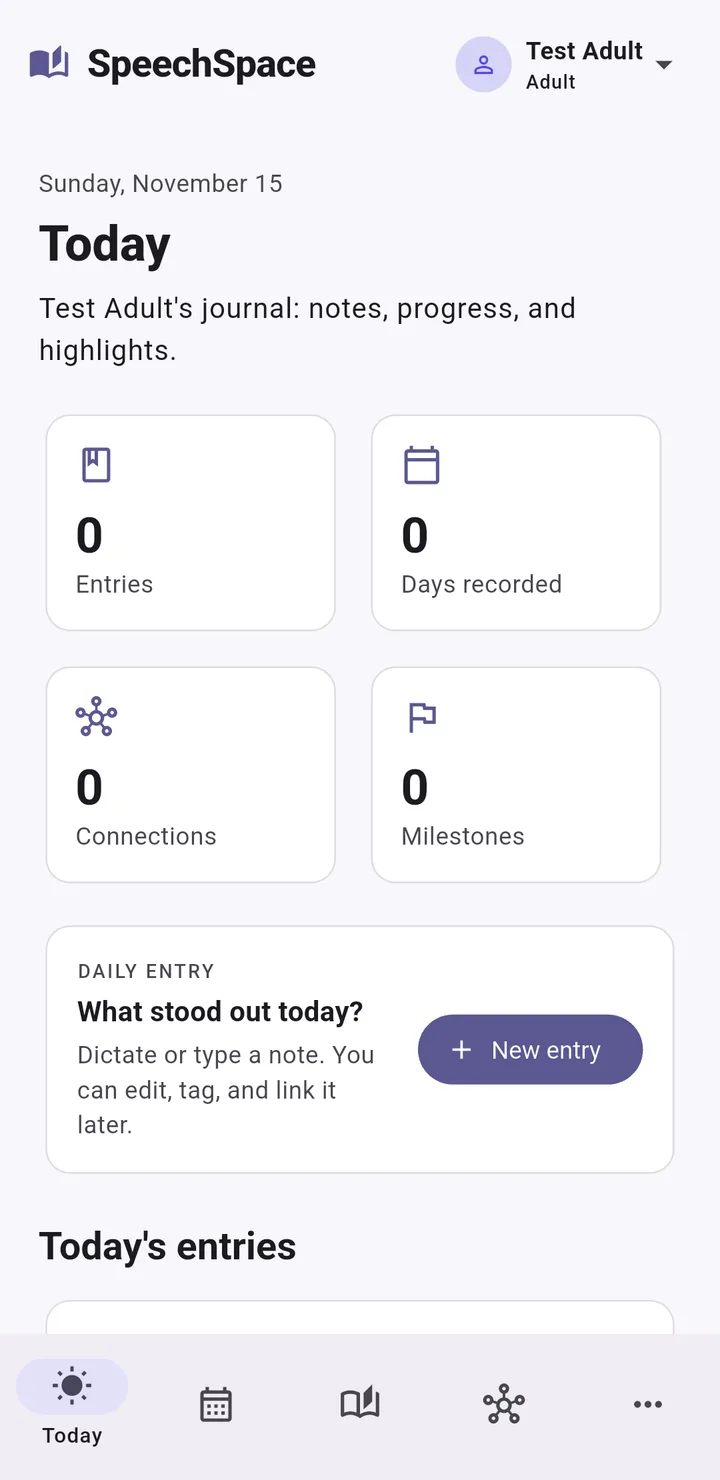 SpeechSpace
Test Adult
Adult
Sunday, November 15
Today
Test Adult's journal: notes, progress, and
highlights.
0
Entries
0
Days recorded
0
Connections
0
Milestones
DAILY ENTRY
What stood out today?
Dictate or type a note. You
can edit, tag, and link it
later.
+ New entry
Today's entries
Today